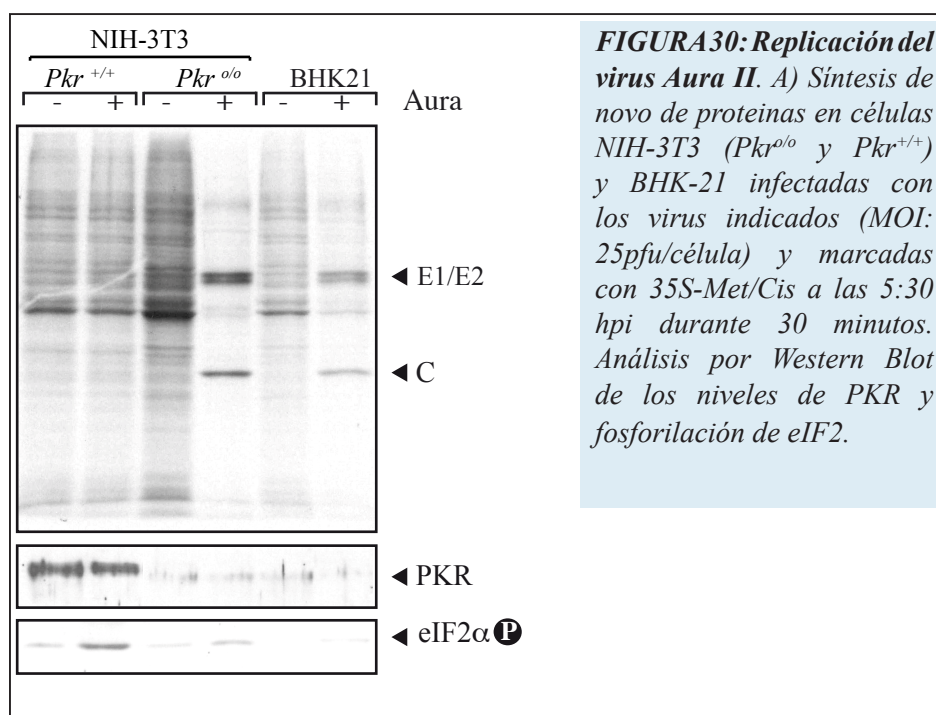 NIH-3T3
Pkr +/+ Pkr o/o BHK21
- + - + - + Aura
E1/E2
C
PKR
eIF2α P
FIGURA30: Replicación del
virus Aura II. A) Síntesis de
novo de proteinas en células
NIH-3T3 (Pkr^o/o y Pkr^+/+)
y BHK-21 infectadas con
los virus indicados (MOI:
25pfu/célula) y marcadas
con 35S-Met/Cis a las 5:30
hpi durante 30 minutos.
Análisis por Western Blot
de los niveles de PKR y
fosforilación de eIF2.